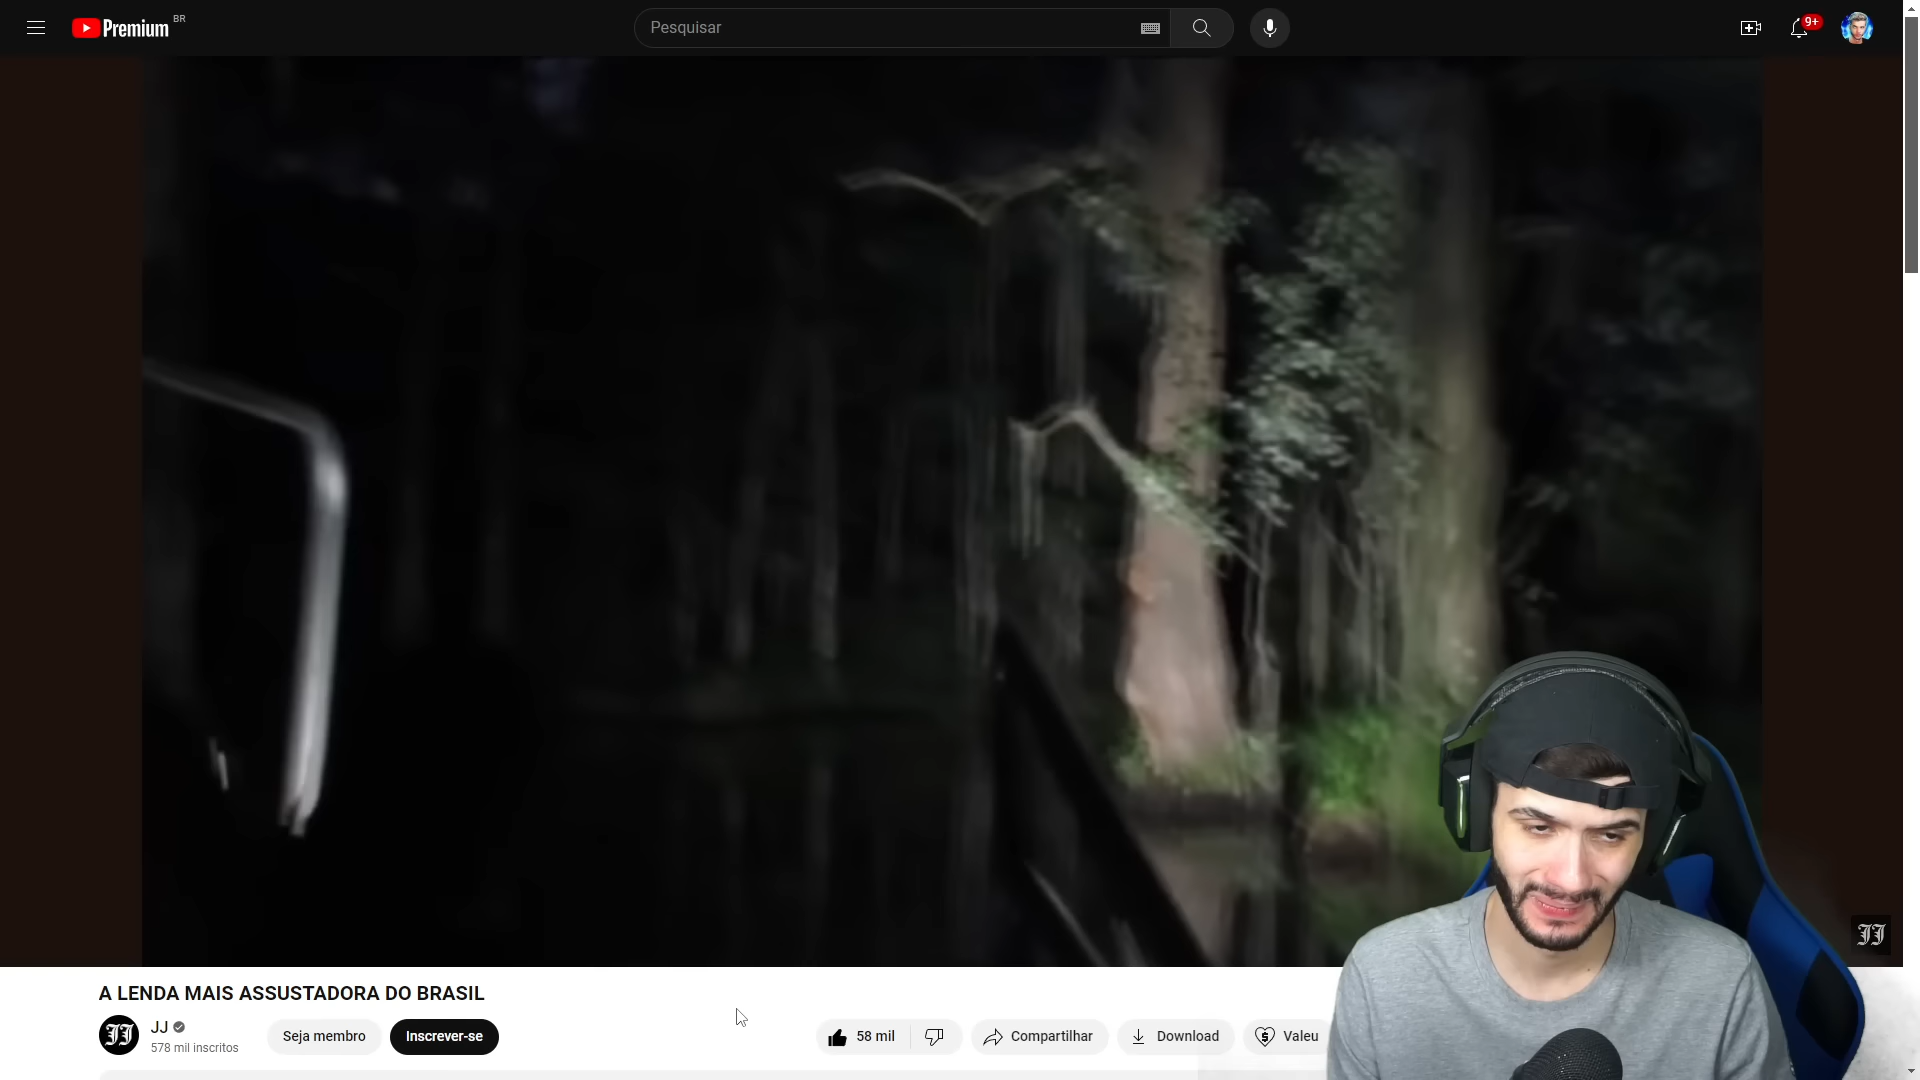 Premium BR
Pesquisar
9+
JJ
A LENDA MAIS ASSUSTADORA DO BRASIL
JJ
JJ
578 mil inscritos
Seja membro
Inscrever-se
58 mil
Compartilhar
Download
Valeu